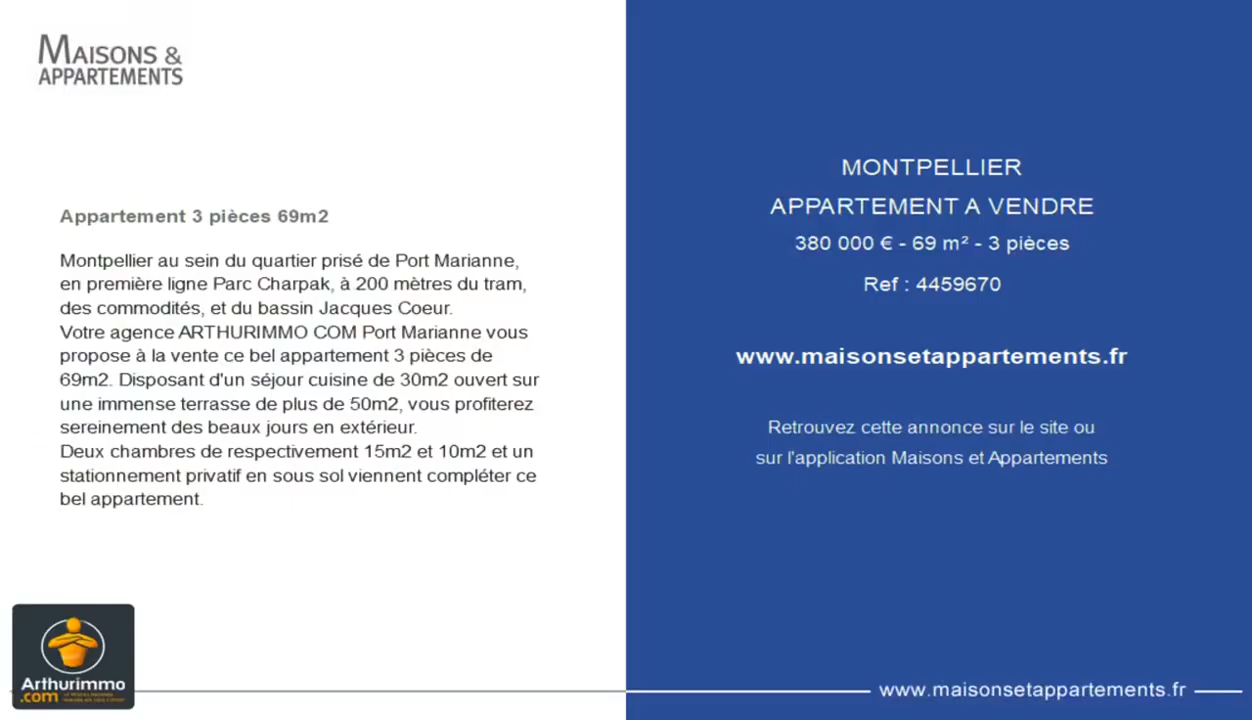 MAISONS &
APPARTEMENTS
Appartement 3 pièces 69m2
Montpellier au sein du quartier prisé de Port Marianne,
en première ligne Parc Charpak, à 200 mètres du tram,
des commodités, et du bassin Jacques Coeur.
Votre agence ARTHURIMMO COM Port Marianne vous
propose à la vente ce bel appartement 3 pièces de
69m2. Disposant d'un séjour cuisine de 30m2 ouvert sur
une immense terrasse de plus de 50m2, vous profiterez
sereinement des beaux jours en extérieur.
Deux chambres de respectivement 15m2 et 10m2 et un
stationnement privatif en sous sol viennent compléter ce
bel appartement.
Arthurimmo
.com
MONTPELLIER
APPARTEMENT A VENDRE
380 000 € - 69 m² - 3 pièces
Ref : 4459670
www.maisonsetappartements.fr
Retrouvez cette annonce sur le site ou
sur l'application Maisons et Appartements
www.maisonsetappartements.fr